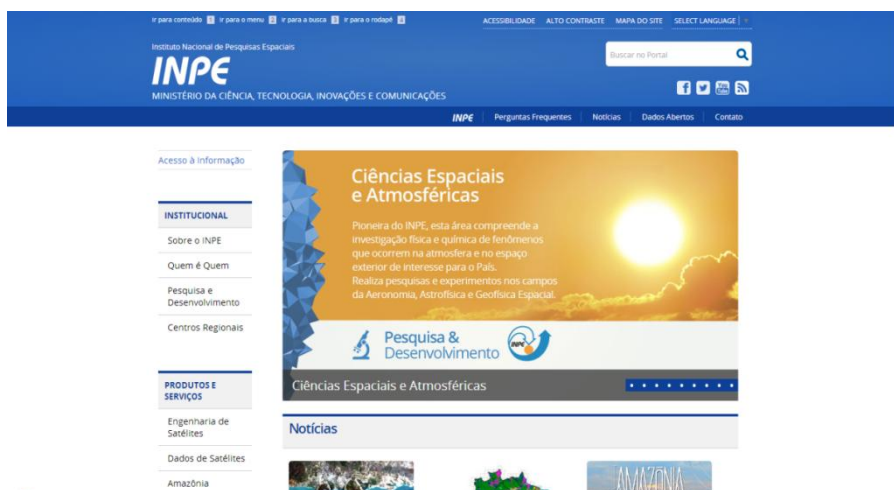 Ir para conteúdo 1 Ir para o menu 2 Ir para a busca 3 Ir para o rodapé 4
ACESSIBILIDADE ALTO CONTRASTE MAPA DO SITE SELECT LANGUAGE
Instituto Nacional de Pesquisas Espaciais
INPE
MINISTÉRIO DA CIÊNCIA, TECNOLOGIA, INOVAÇÕES E COMUNICAÇÕES
Buscar no Portal
You Tube
INPE Perguntas Frequentes Notícias Dados Abertos Contato
Acesso à Informação
INSTITUCIONAL
Sobre o INPE
Quem é Quem
Pesquisa e
Desenvolvimento
Centros Regionais
PRODUTOS E
SERVIÇOS
Engenharia de
Satélites
Dados de Satélites
Amazônia
Ciências Espaciais
e Atmosféricas
Pioneira do INPE, esta área compreende a
investigação física e química de fenômenos
que ocorrem na atmosfera e no espaço
exterior de interesse para o País.
Realiza pesquisas e experimentos nos campos
da Aeronomia, Astrofísica e Geofísica Espacial.
Pesquisa &
Desenvolvimento
INPE
Ciências Espaciais e Atmosféricas
Notícias
AMAZÔNIA